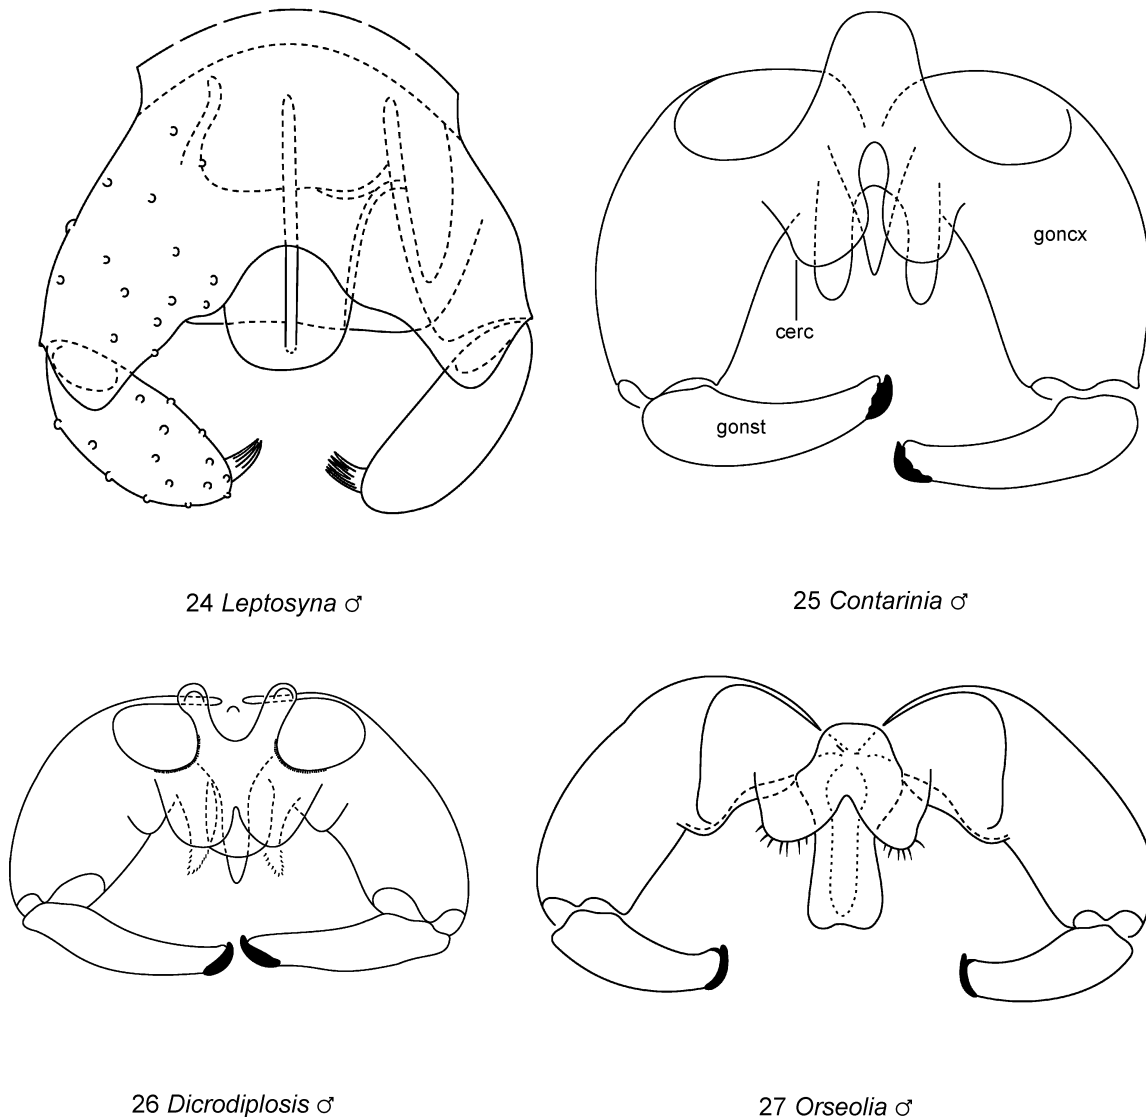 goncx
cerc
gonst
24 Leptosyna ♂
25 Contarinia ♂
26 Dicrodiplosis ♂
27 Orseolia ♂